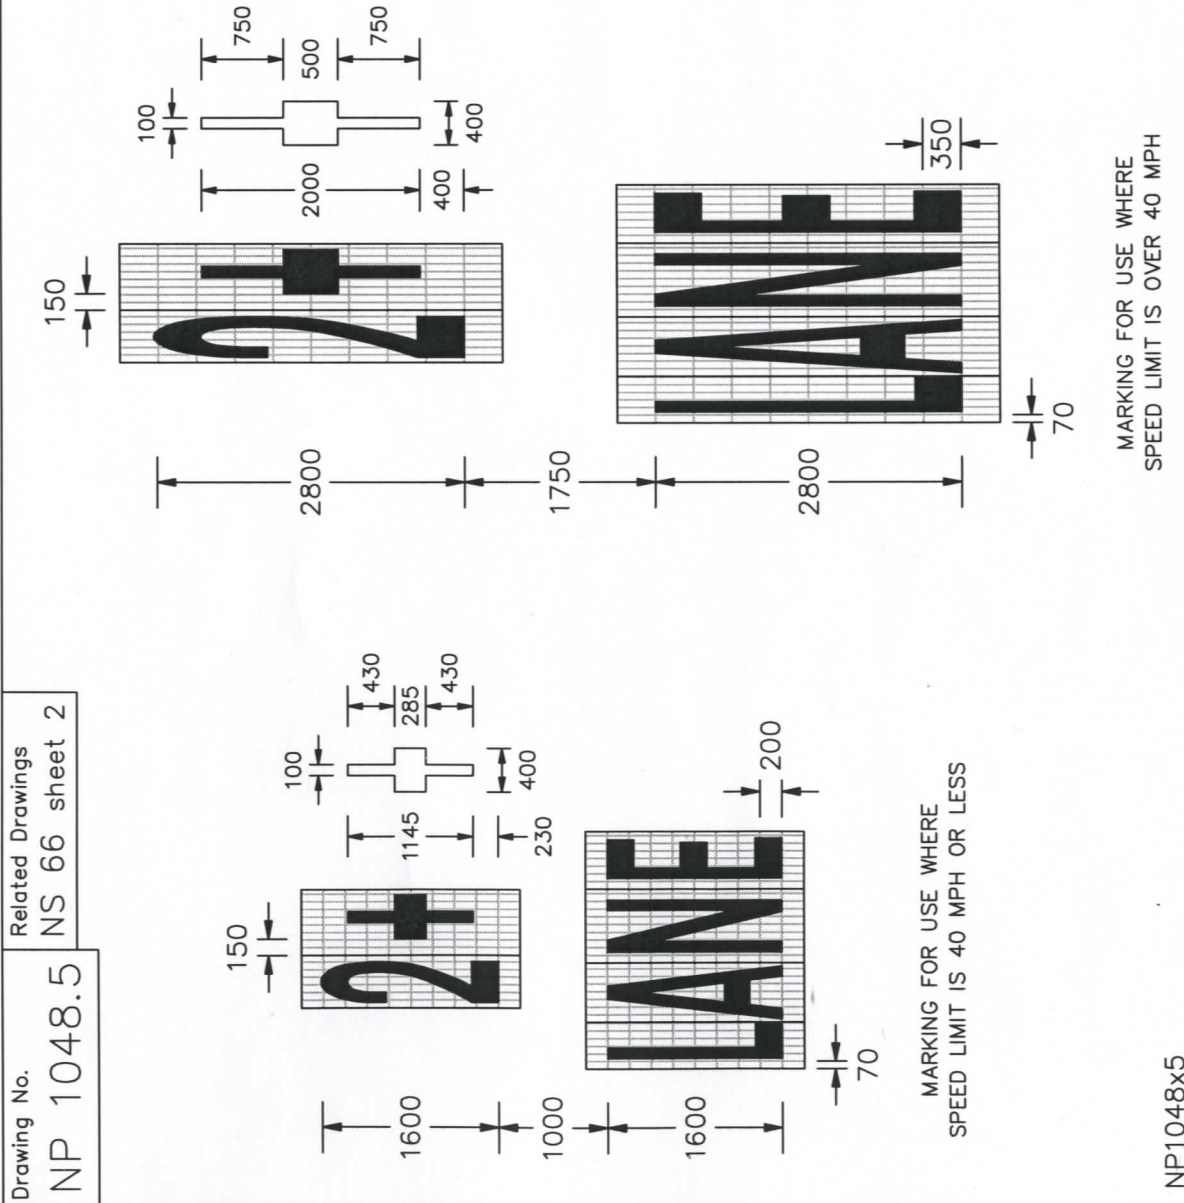 Drawing No.
NP 1048.5
Related Drawings
NS 66 sheet 2
150
2+
100
430
285
430
1145
400
230
1600
1000
1600
LANE
200
70
MARKING FOR USE WHERE
SPEED LIMIT IS 40 MPH OR LESS
150
2+
100
750
500
750
2000
400
400
2800
1750
2800
LANE
350
70
MARKING FOR USE WHERE
SPEED LIMIT IS OVER 40 MPH
NP1048x5